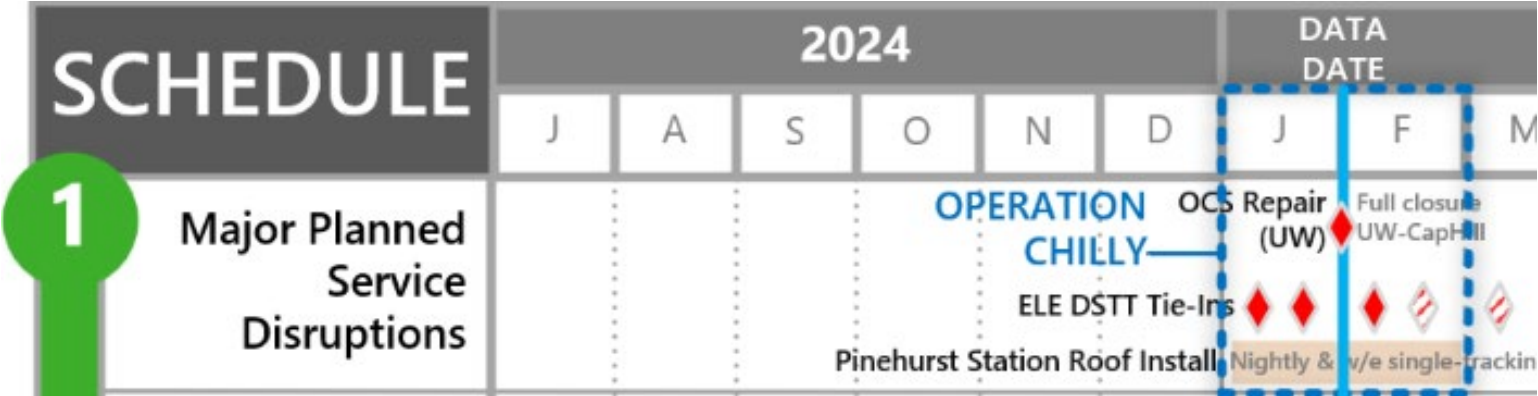 SCHEDULE
2024
DATA
DATE
J A S O N D J F M
1
Major Planned
Service
Disruptions
OPERATION
CHILLY
OCS Repair
(UW)
Full closure
UW-CapHill
ELE DSTT Tie-Ins
Pinehurst Station Roof Install
Nightly & w/e single-trackin